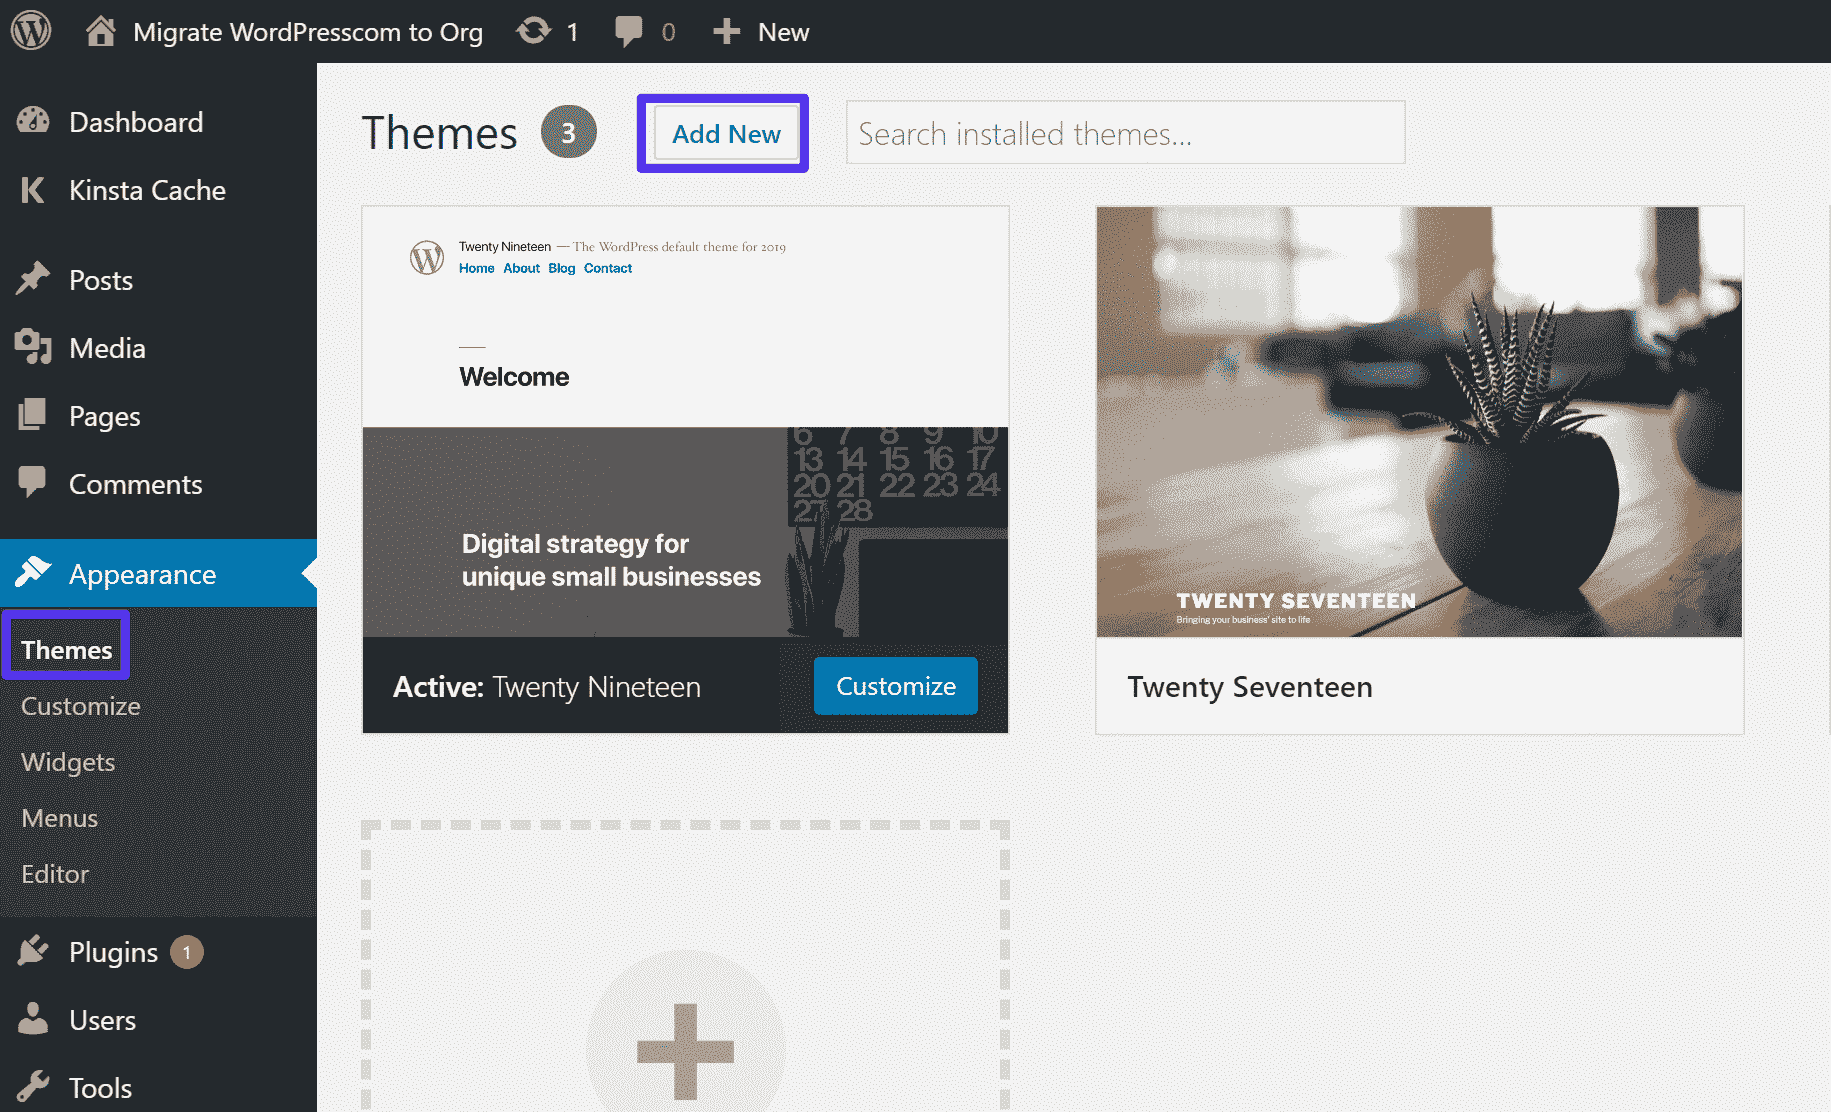 Migrate WordPresscom to Org 1 0 New
Dashboard
Kinsta Cache
Posts
Media
Pages
Comments
Appearance
Themes
Customize
Widgets
Menus
Editor
Plugins 1
Users
Tools
Themes 3 Add New Search installed themes...
Twenty Nineteen — The WordPress default theme for 2019
Home About Blog Contact
Welcome
6 7 8 9 10
13 14 15 16 17
20 21 22 23 24
27 28
Digital strategy for
unique small businesses
Active: Twenty Nineteen Customize
TWENTY SEVENTEEN
Bringing your business' site to life
Twenty Seventeen